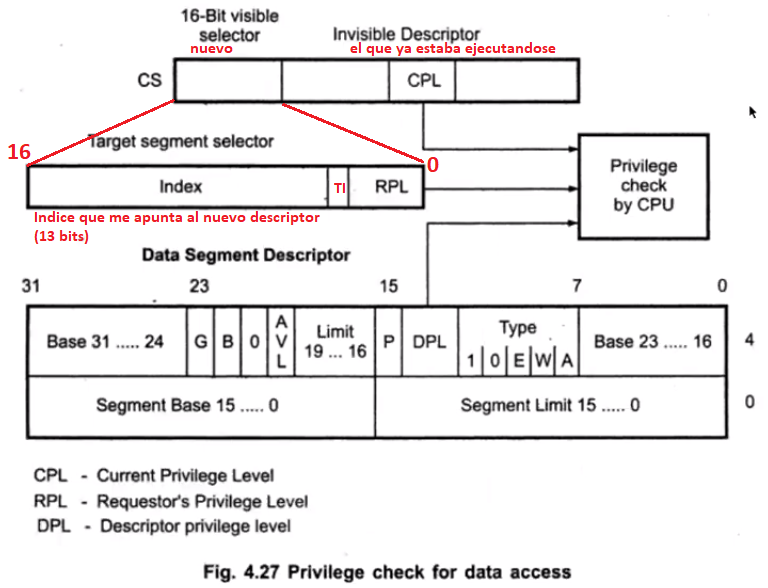 16-Bit visible
selector
Invisible Descriptor
nuevo
el que ya estaba ejecutandose
CS
CPL
16
Target segment selector
0
Index
TI
RPL
Privilege
check
by CPU
Indice que me apunta al nuevo descriptor
(13 bits)
Data Segment Descriptor
31 23 15 7 0
Base 31 ..... 24 G B 0 A V L Limit 19 ... 16 P DPL Type 1 0 E W A Base 23 ..... 16 4
Segment Base 15 ..... 0 Segment Limit 15 ..... 0 0
CPL - Current Privilege Level
RPL - Requestor's Privilege Level
DPL - Descriptor privilege level
Fig. 4.27 Privilege check for data access